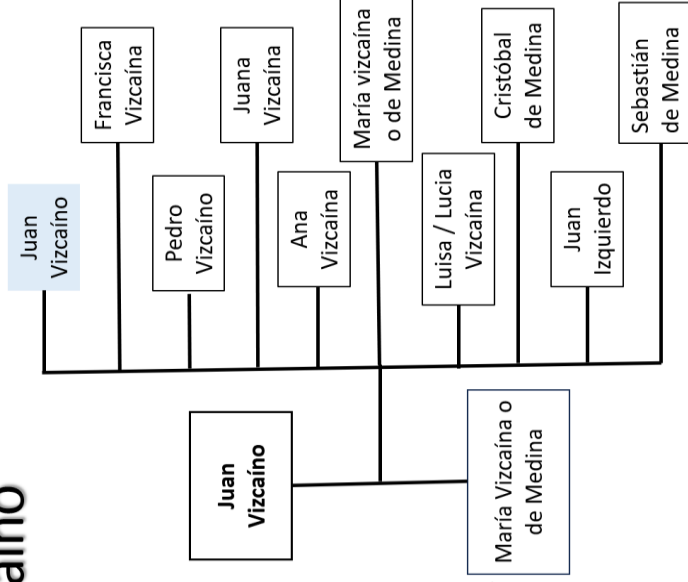 Juan
Vizcaíno
María Vizcaína o
de Medina
Juan
Vizcaíno
Francisca
Vizcaína
Pedro
Vizcaíno
Juana
Vizcaína
Ana
Vizcaína
María vizcaína
o de Medina
Luisa / Lucia
Vizcaína
Cristóbal
de Medina
Juan
Izquierdo
Sebastián
de Medina